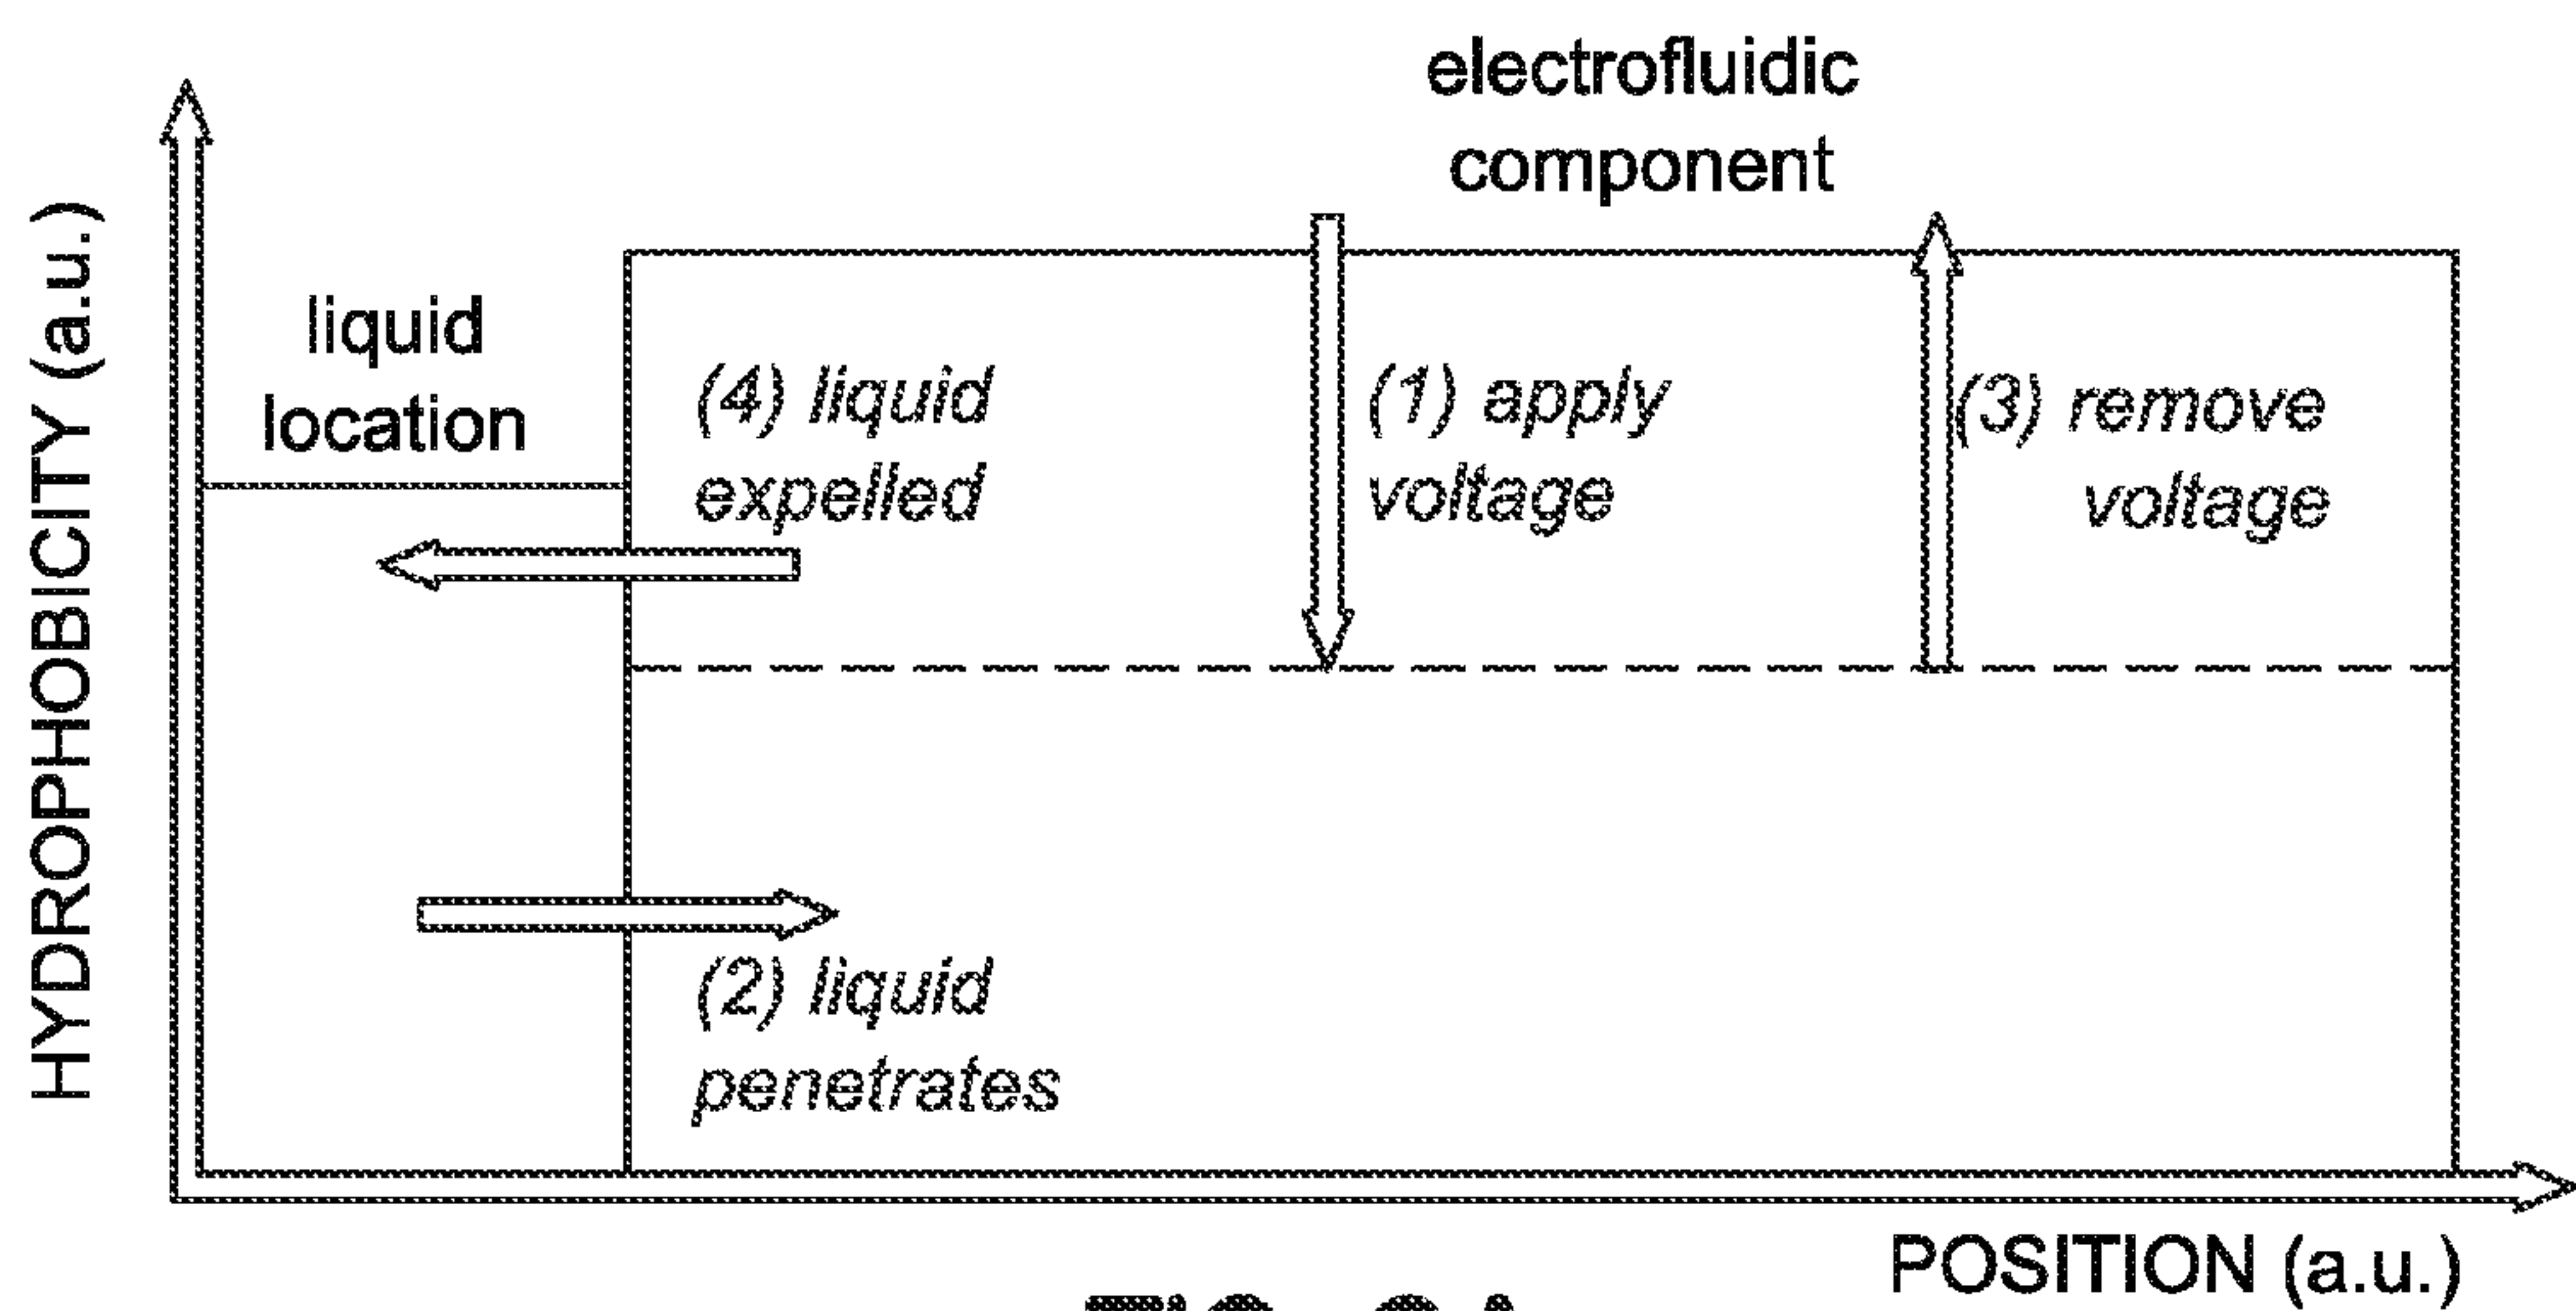 electrofluidic
component
HYDROPHOBICITY (a.u.)
liquid
location
(4) liquid
expelled
(1) apply
voltage
(3) remove
voltage
(2) liquid
penetrates
POSITION (a.u.)